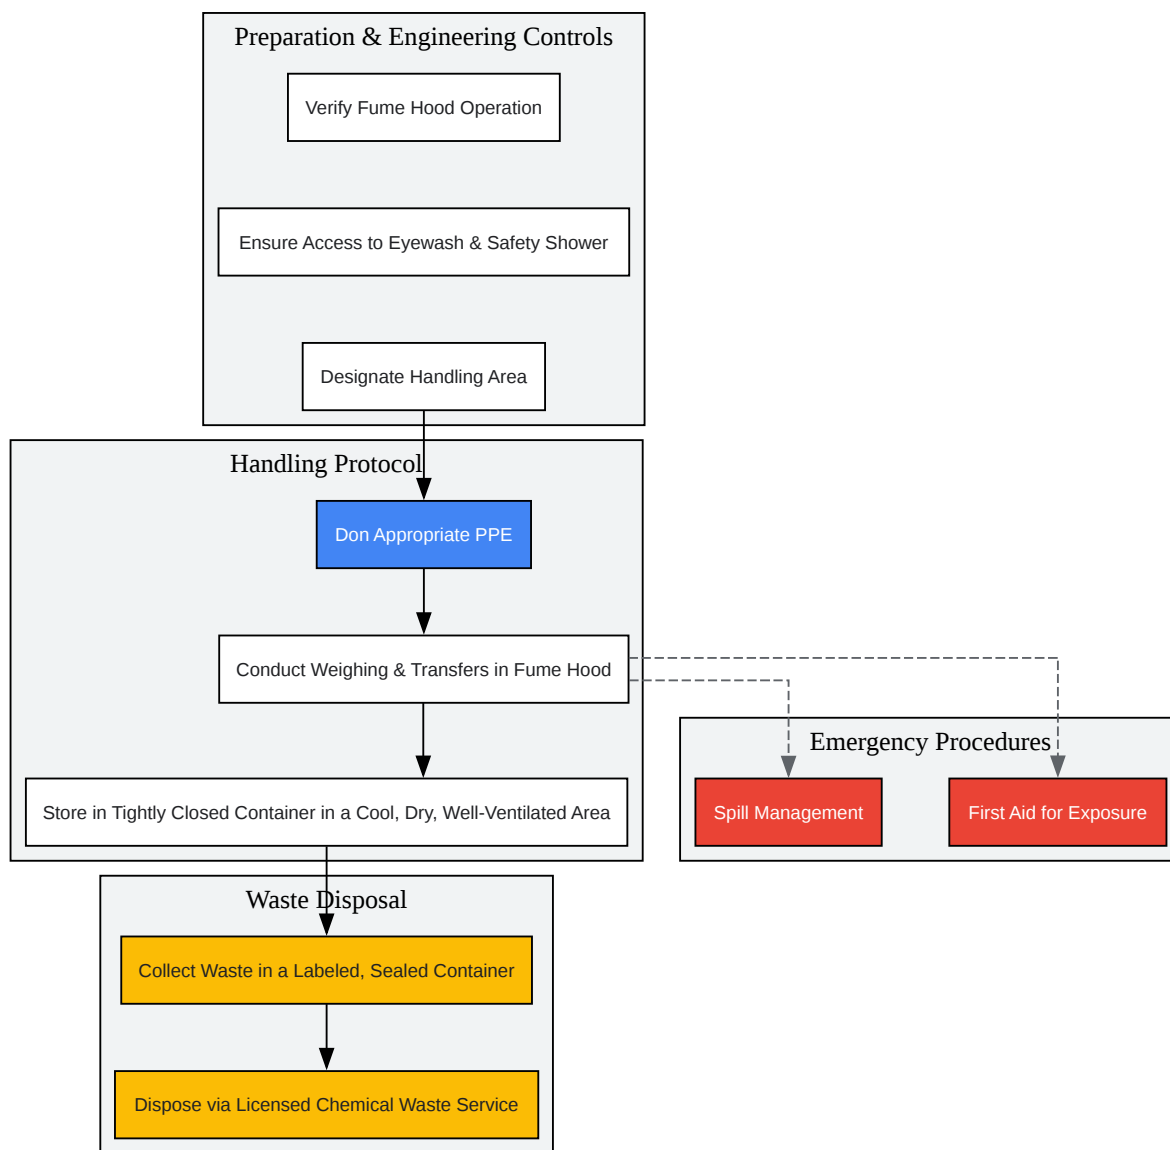 Preparation & Engineering Controls
Verify Fume Hood Operation
Ensure Access to Eyewash & Safety Shower
Designate Handling Area
Handling Protocol
Don Appropriate PPE
Conduct Weighing & Transfers in Fume Hood
Store in Tightly Closed Container in a Cool, Dry, Well-Ventilated Area
Emergency Procedures
Spill Management
First Aid for Exposure
Waste Disposal
Collect Waste in a Labeled, Sealed Container
Dispose via Licensed Chemical Waste Service